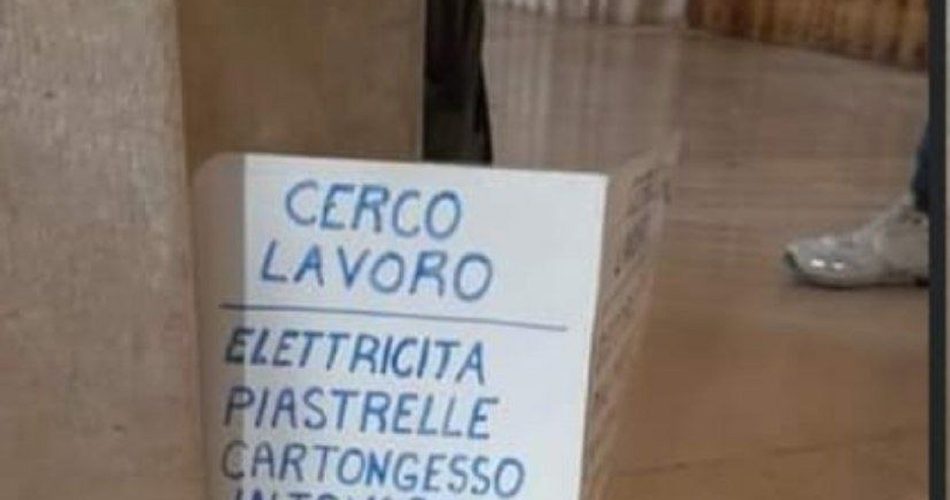 CERCO
LAVORO
ELETTRICITA
PIASTRELLE
CARTONGESSO